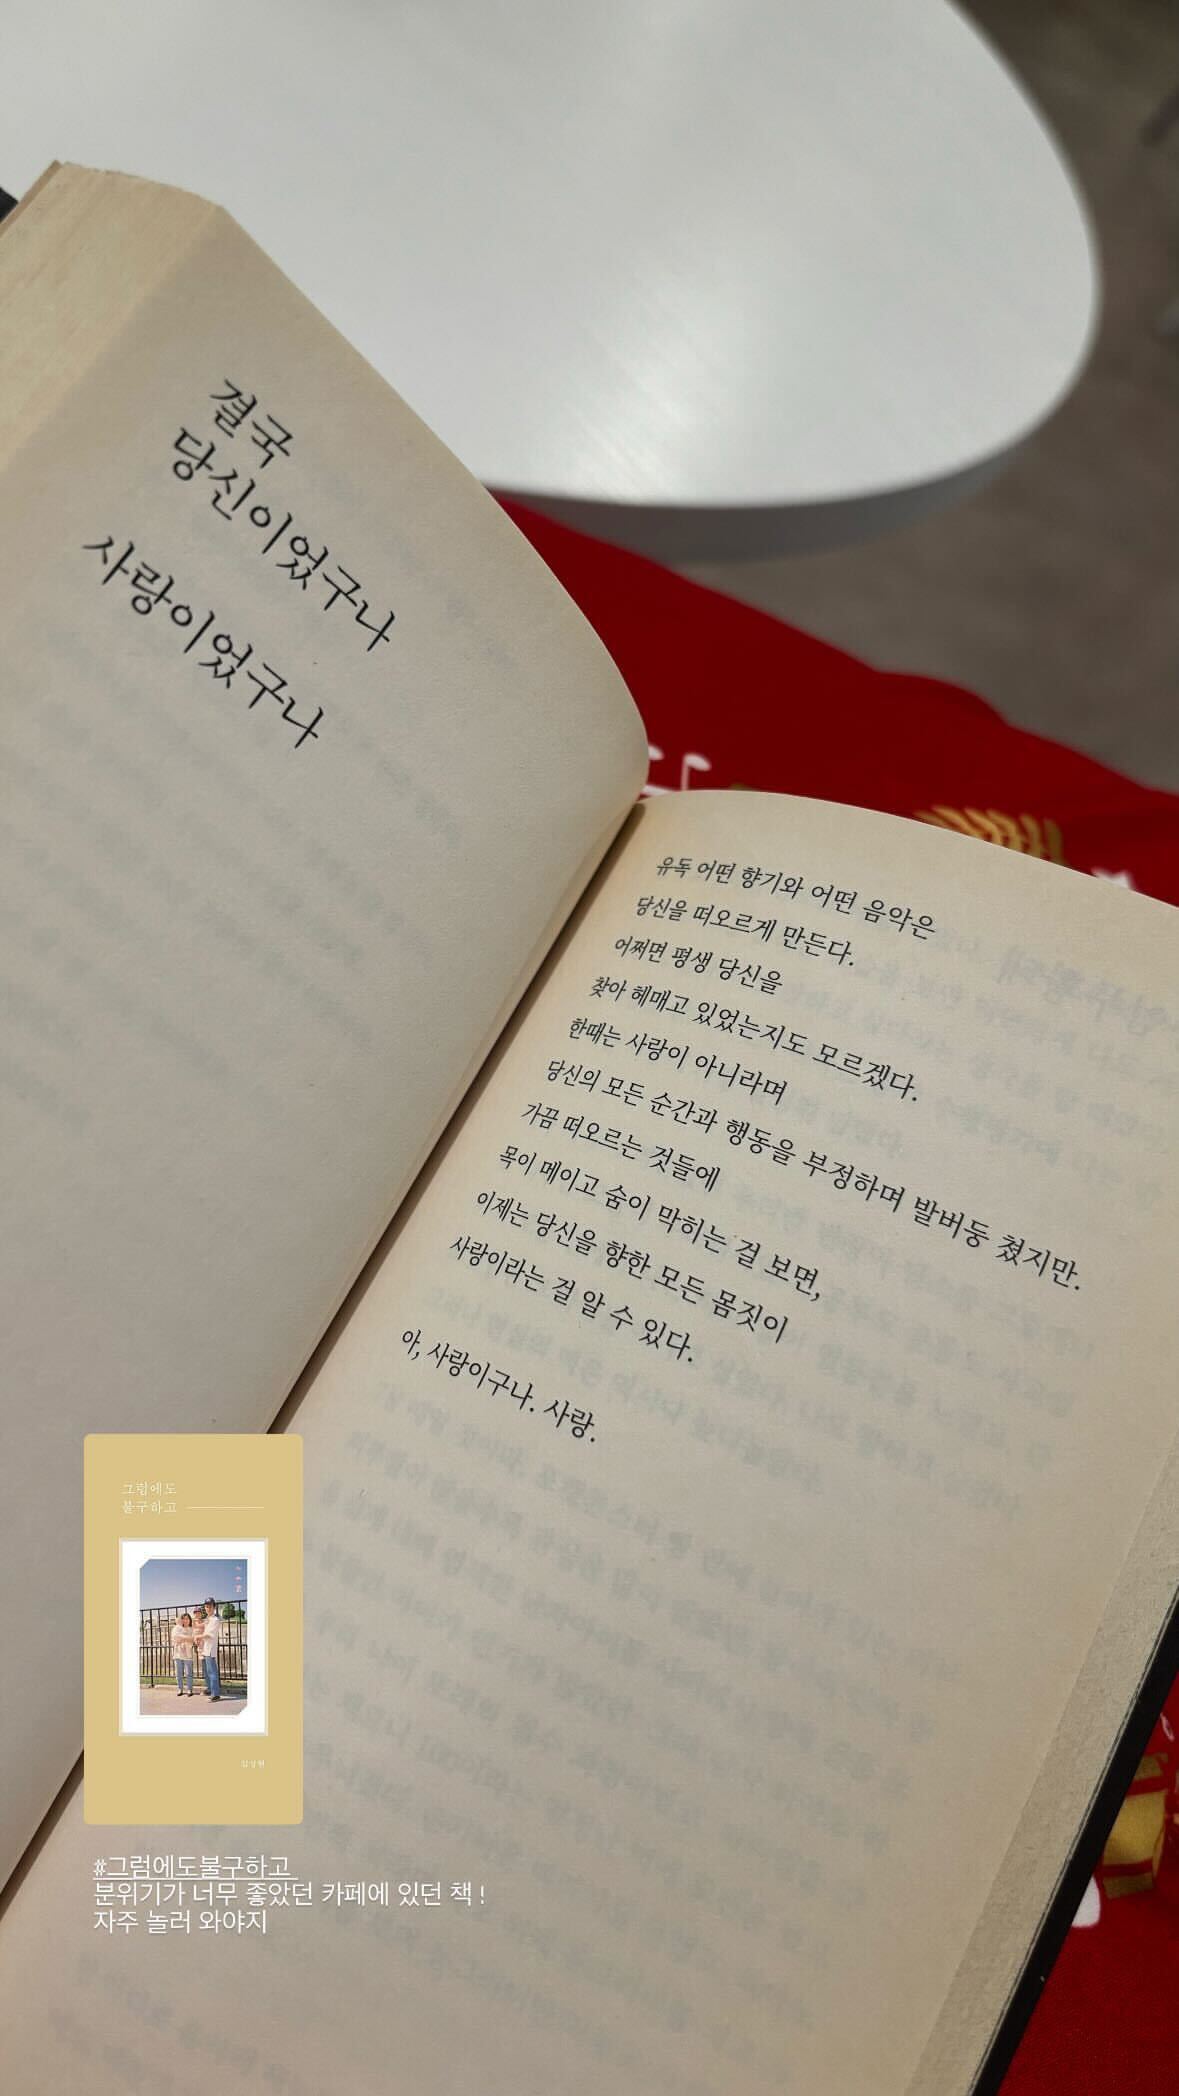 결국
당신이었구나
사랑이었구나
유독 어떤 향기와 어떤 음악은
당신을 떠오르게 만든다.
어쩌면 평생 당신을
찾아 헤매고 있었는지도 모르겠다.
한때는 사랑이 아니라며
당신의 모든 순간과 행동을 부정하며 발버둥 쳤지만.
가끔 떠오르는 것들에
목이 메이고 숨이 막히는 걸 보면,
이제는 당신을 향한 모든 몸짓이
사랑이라는 걸 알 수 있다.
아, 사랑이구나. 사랑.
그럼에도
불구하고
김상현
#그럼에도불구하고
분위기가 너무 좋았던 카페에 있던 책 !
자주 놀러 와야지